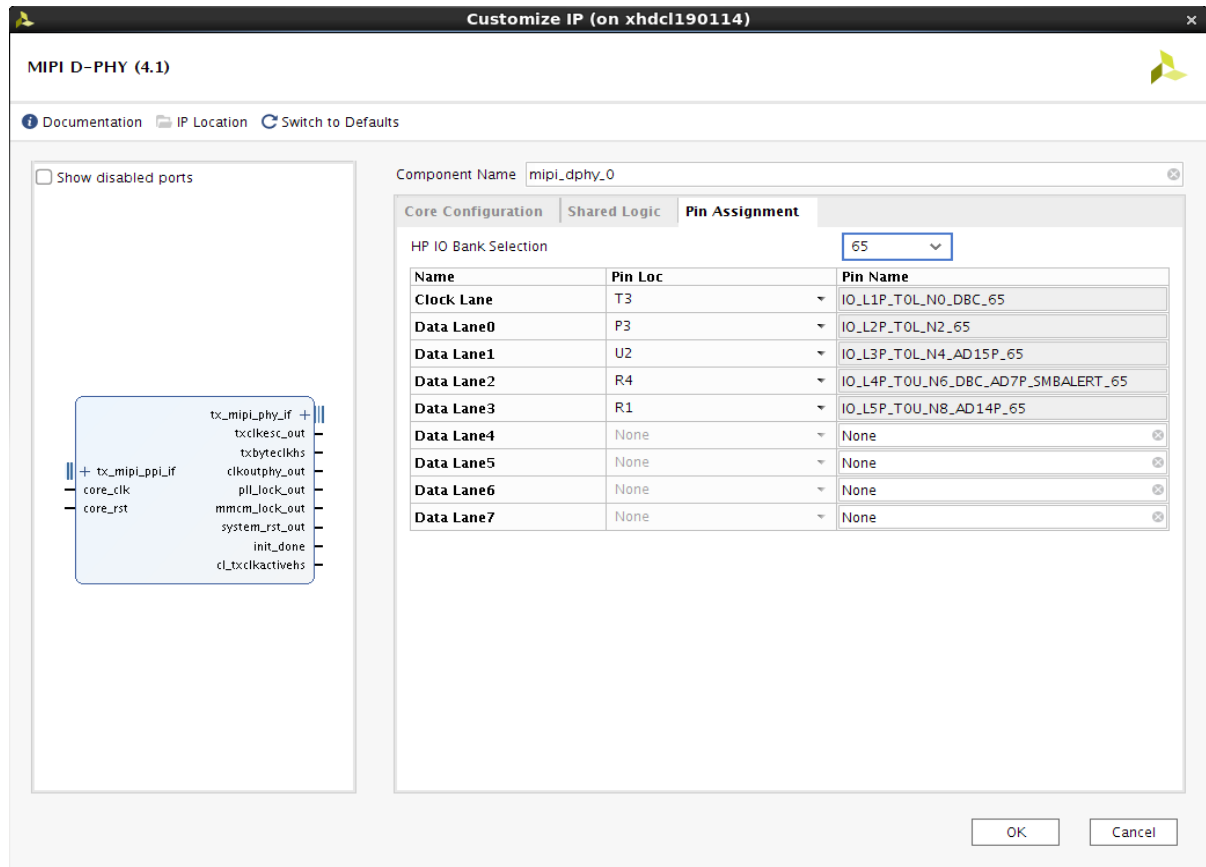 Customize IP (on xhdcl190114)
MIPI D-PHY (4.1)
Documentation IP Location Switch to Defaults
Show disabled ports
tx_mipi_phy_if
txclkesc_out
txbyteclkhs
tx_mipi_ppi_if clkoutphy_out
core_clk pll_lock_out
core_rst mmcm_lock_out
system_rst_out
init_done
cl_txclkactivehs
Component Name mipi_dphy_0
Core Configuration Shared Logic Pin Assignment
HP IO Bank Selection 65
Name Pin Loc Pin Name
Clock Lane T3 IO_L1P_T0L_N0_DBC_65
Data Lane0 P3 IO_L2P_T0L_N2_65
Data Lane1 U2 IO_L3P_T0L_N4_AD15P_65
Data Lane2 R4 IO_L4P_T0U_N6_DBC_AD7P_SMBALERT_65
Data Lane3 R1 IO_L5P_T0U_N8_AD14P_65
Data Lane4 None None
Data Lane5 None None
Data Lane6 None None
Data Lane7 None None
OK Cancel